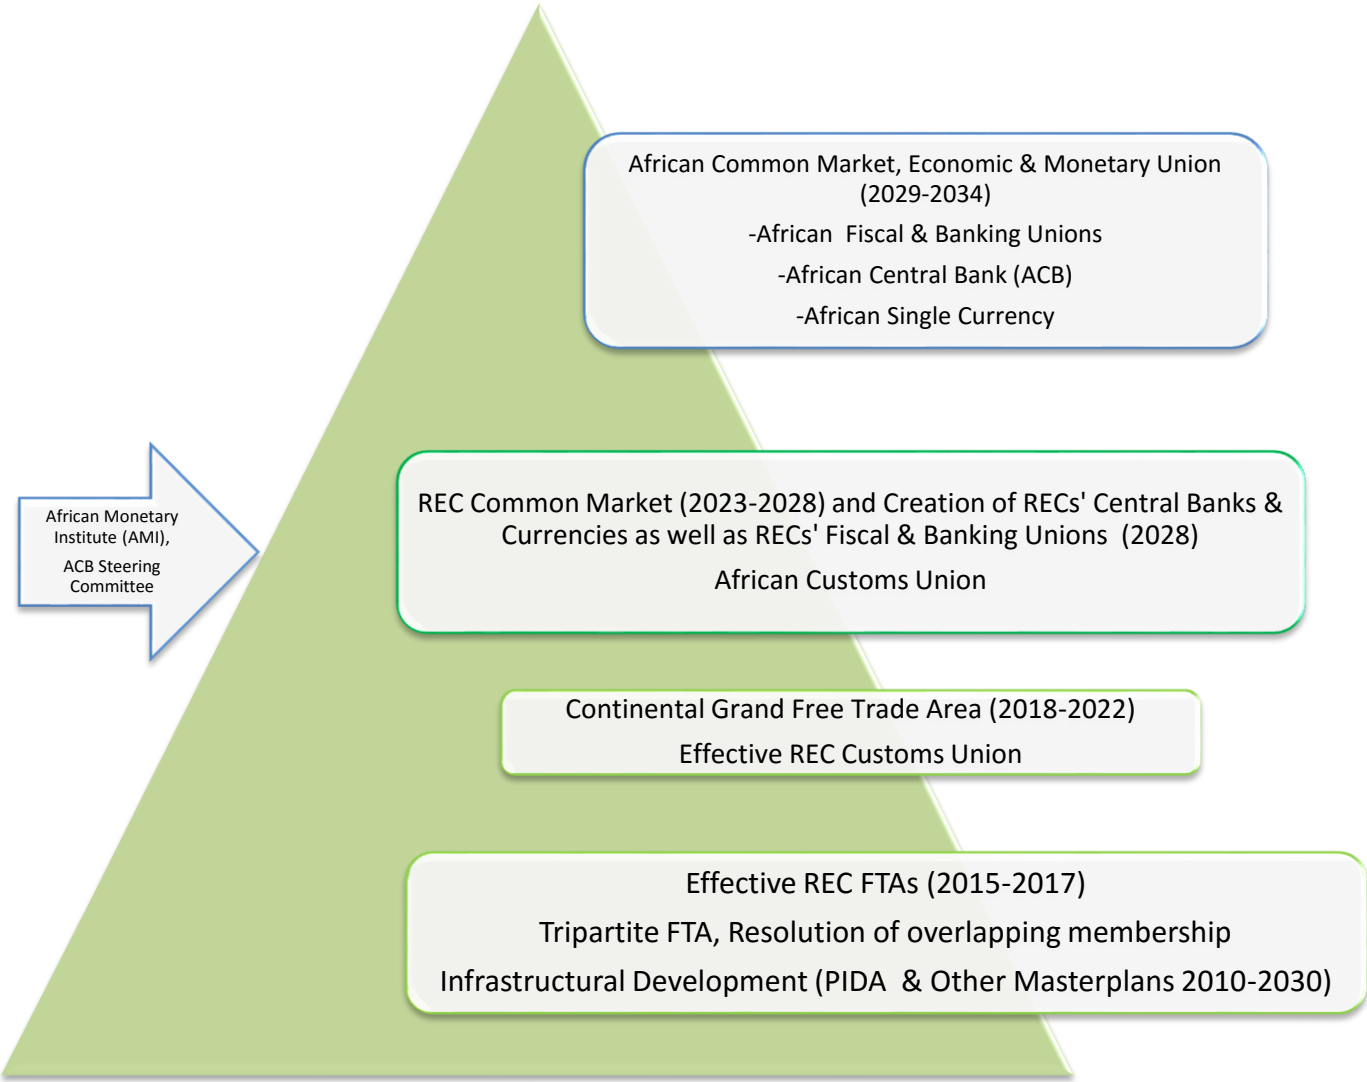 African Common Market, Economic & Monetary Union
(2029-2034)
-African Fiscal & Banking Unions
-African Central Bank (ACB)
-African Single Currency
African Monetary
Institute (AMI),
ACB Steering
Committee
REC Common Market (2023-2028) and Creation of RECs' Central Banks &
Currencies as well as RECs' Fiscal & Banking Unions (2028)
African Customs Union
Continental Grand Free Trade Area (2018-2022)
Effective REC Customs Union
Effective REC FTAs (2015-2017)
Tripartite FTA, Resolution of overlapping membership
Infrastructural Development (PIDA & Other Masterplans 2010-2030)